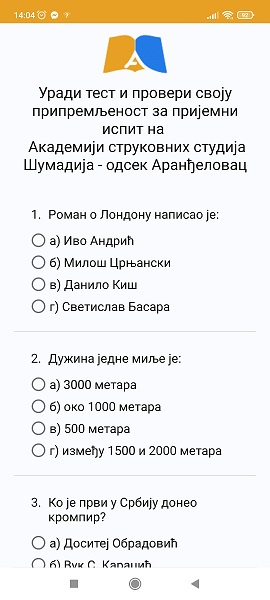 14:04
92
Уради тест и провери своју
припремљеност за пријемни
испит на
Академији струковних студија
Шумадија - одсек Аранђеловац
1. Роман о Лондону написао је:
а) Иво Андрић
б) Милош Црњански
в) Данило Киш
г) Светислав Басара
2. Дужина једне миље је:
а) 3000 метара
б) око 1000 метара
в) 500 метара
г) између 1500 и 2000 метара
3. Ко је први у Србију донео
кромпир?
а) Доситеј Обрадовић
б) Вук С. Караџић